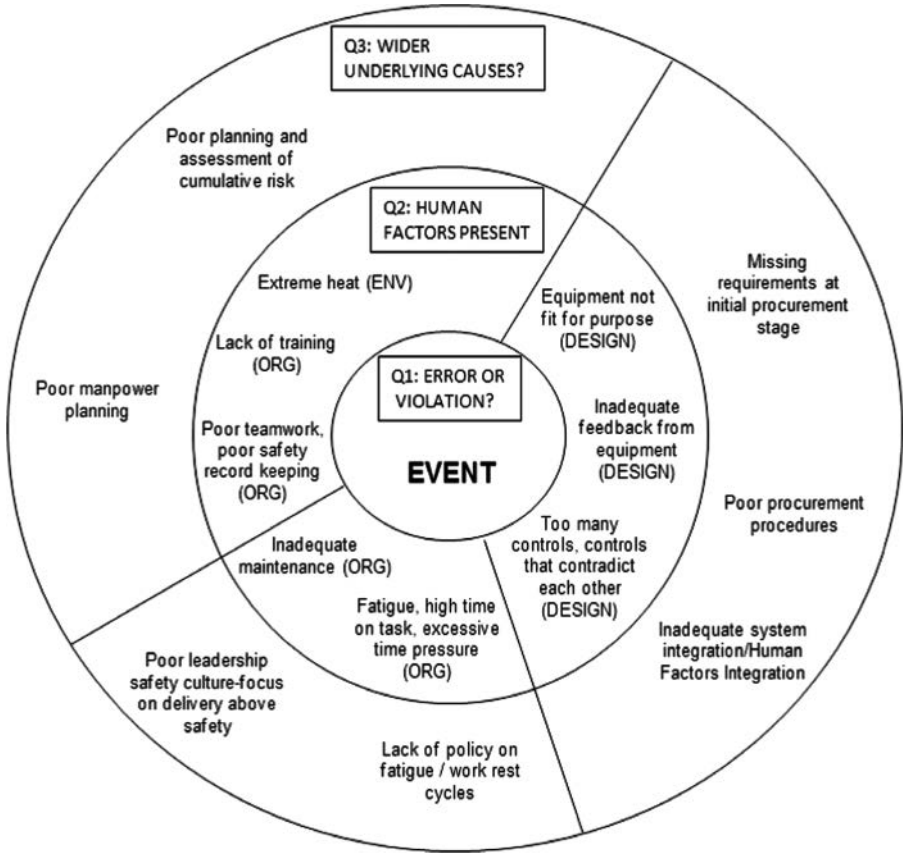 Q3: WIDER
UNDERLYING CAUSES?
Poor planning and
assessment of
cumulative risk
Q2: HUMAN
FACTORS PRESENT
Extreme heat (ENV)
Missing
requirements at
initial procurement
stage
Equipment not
fit for purpose
(DESIGN)
Lack of training
(ORG)
Q1: ERROR OR
VIOLATION?
Poor manpower
planning
Inadequate
feedback from
equipment
(DESIGN)
Poor teamwork,
poor safety
record keeping
(ORG)
EVENT
Poor procurement
procedures
Too many
controls, controls
that contradict
each other
(DESIGN)
Inadequate
maintenance (ORG)
Fatigue, high time
on task, excessive
time pressure
(ORG)
Inadequate system
integration/Human
Factors Integration
Poor leadership
safety culture-focus
on delivery above
safety
Lack of policy on
fatigue / work rest
cycles